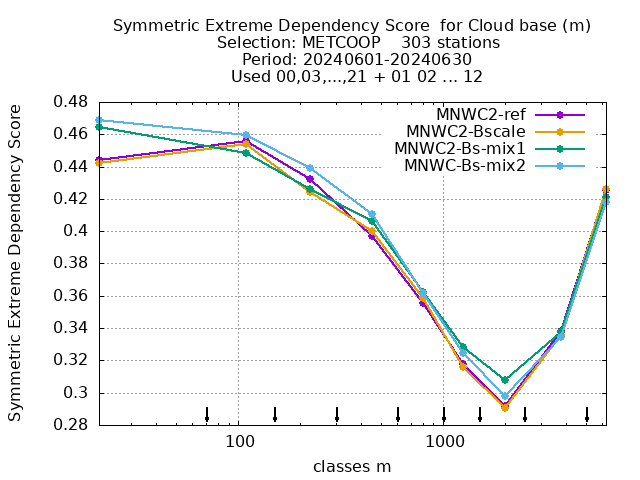 Symmetric Extreme Dependency Score  for Cloud base (m)
Selection: METCOOP    303 stations
Period: 20240601-20240630
Used 00,03,...,21 + 01 02 ... 12
Symmetric Extreme Dependency Score
0.48
0.46
0.44
0.42
0.4
0.38
0.36
0.34
0.32
0.3
0.28
MNWC2-ref
MNWC2-Bscale
MNWC2-Bs-mix1
MNWC-Bs-mix2
100
1000
classes m